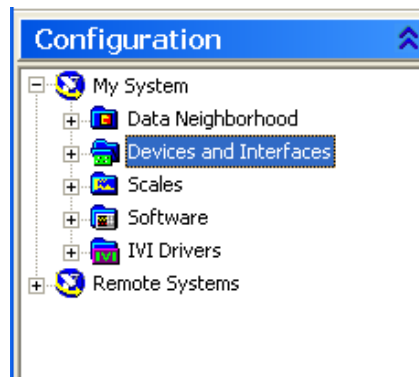 Configuration
My System
Data Neighborhood
Devices and Interfaces
Scales
Software
IVI Drivers
Remote Systems